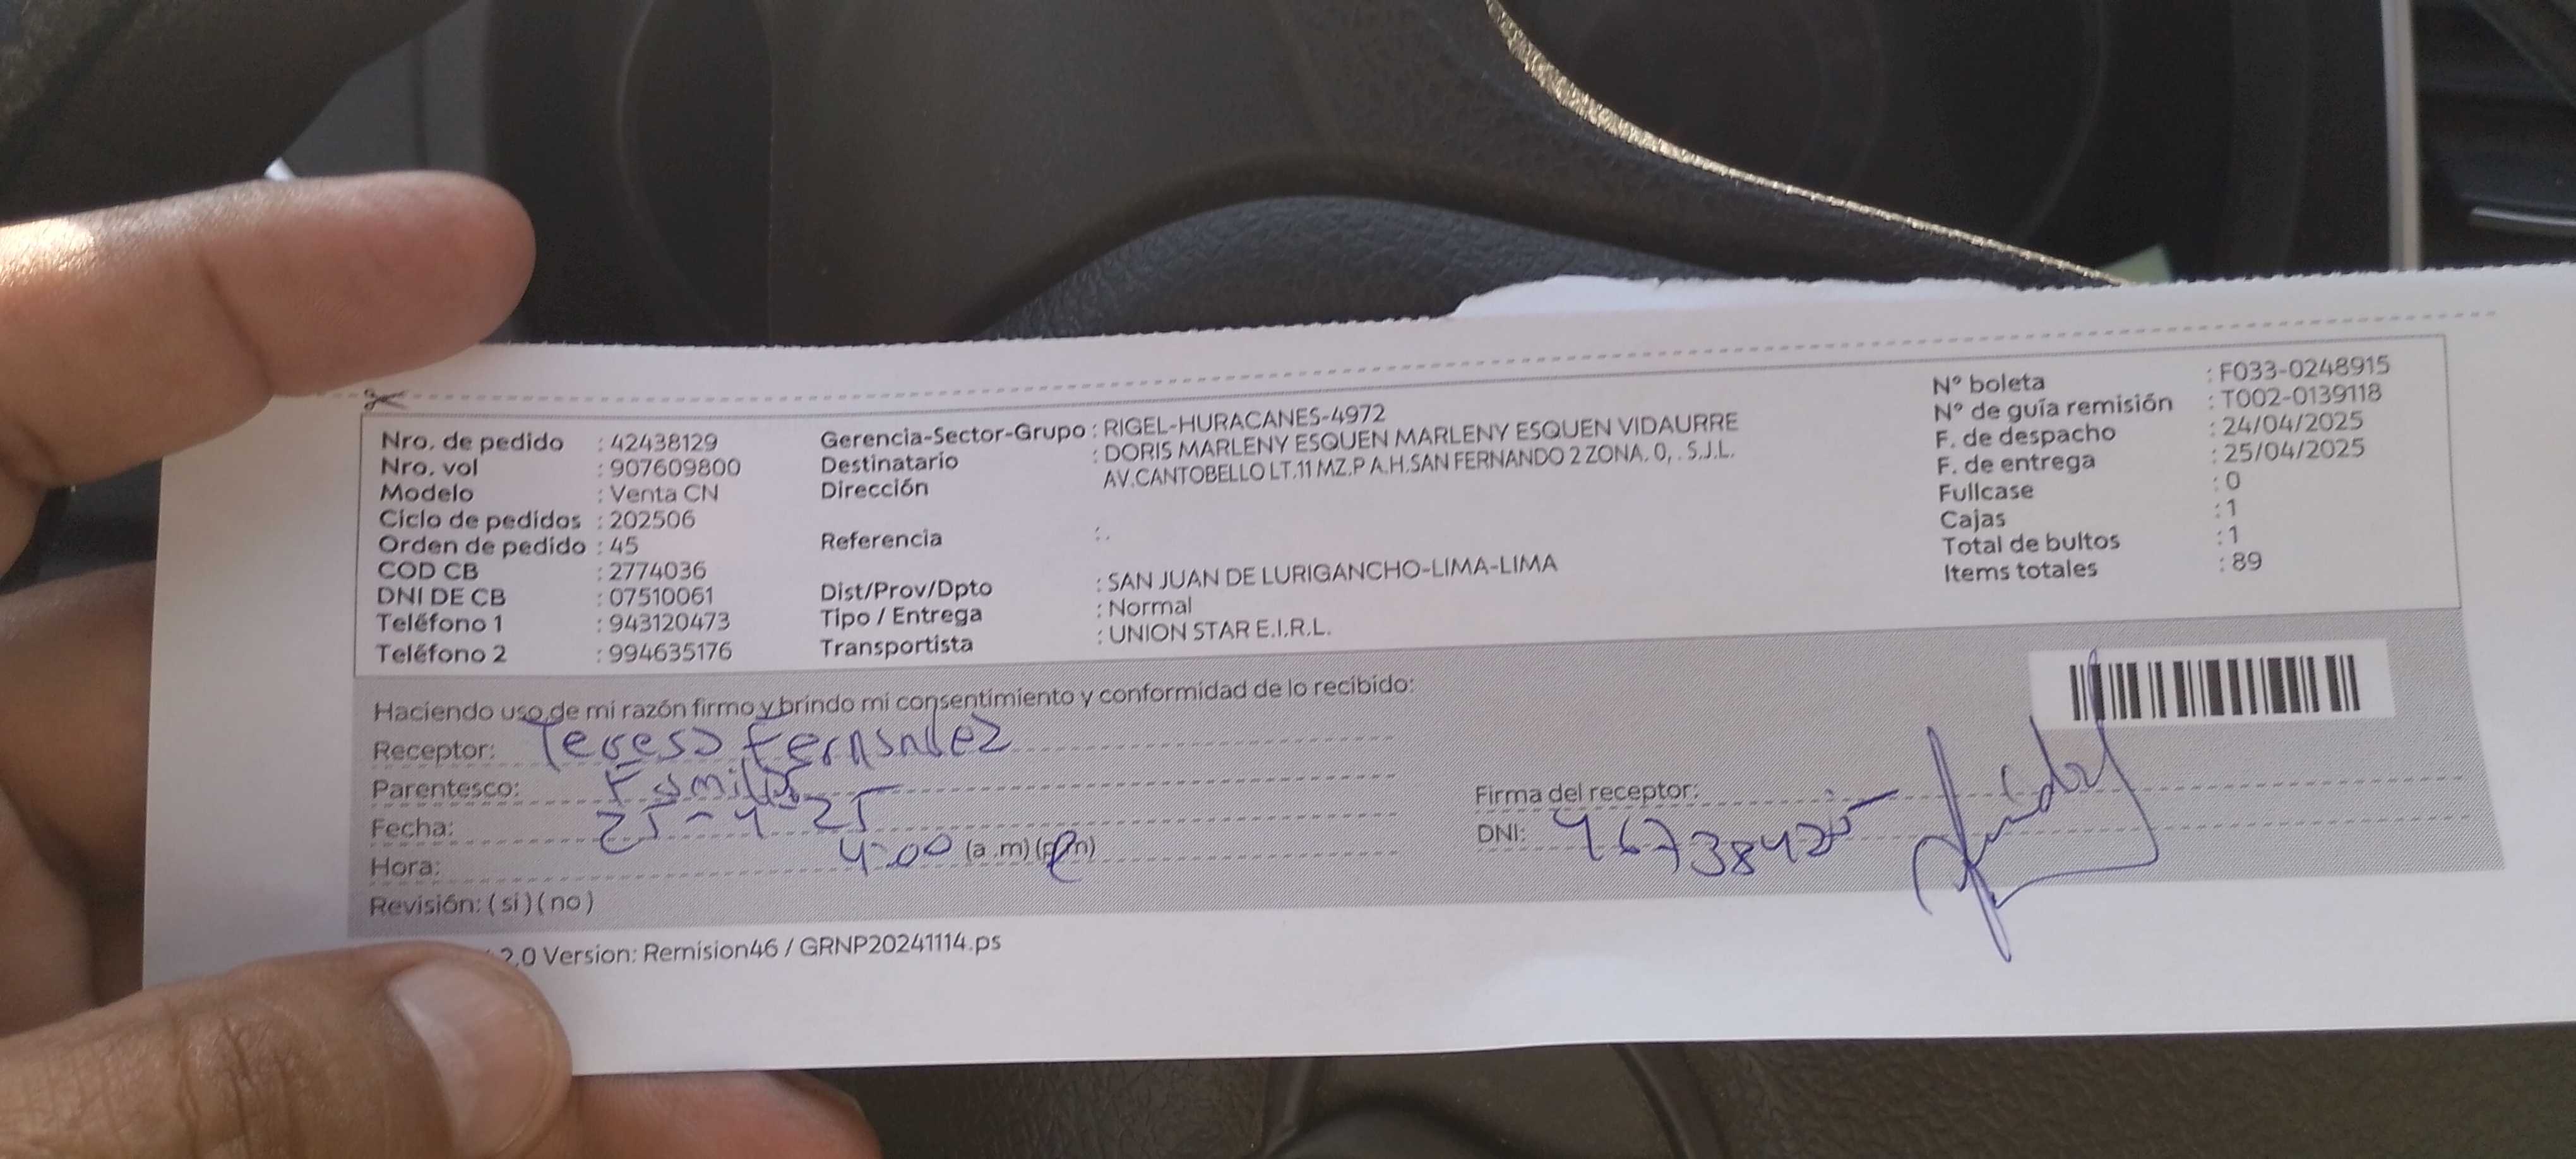 Nro. de pedido : 42438129
Nro. vol : 907609800
Modelo : Venta CN
Ciclo de pedidos : 202506
Orden de pedido : 45
COD CB : 2774036
DNI DE CB : 07510061
Teléfono 1 : 943120473
Teléfono 2 : 994635176
Gerencia-Sector-Grupo : RIGEL-HURACANES-4972
Destinatario : DORIS MARLENY ESQUEN MARLENY ESQUEN VIDAURRE
Dirección AV.CANTOBELLO LT.11 MZ.P A.H.SAN FERNANDO 2 ZONA. 0, . S.J.L.
Referencia : .
Dist/Prov/Dpto : SAN JUAN DE LURIGANCHO-LIMA-LIMA
Tipo / Entrega : Normal
Transportista : UNION STAR E.I.R.L.
N° boleta : F033-0248915
N° de guía remisión : T002-0139118
F. de despacho : 24/04/2025
F. de entrega : 25/04/2025
Fullcase : 0
Cajas : 1
Total de bultos : 1
Items totales : 89
Haciendo uso de mi razón firmo y brindo mi consentimiento y conformidad de lo recibido:
Receptor: Teresa Fernandez
Parentesco: Familiar
Fecha: 25-4-25
Hora: 4:00 (a .m) (p.m)
Revisión: ( si ) ( no )
Firma del receptor:
DNI:
2.0 Version: Remision46 / GRNP20241114.ps